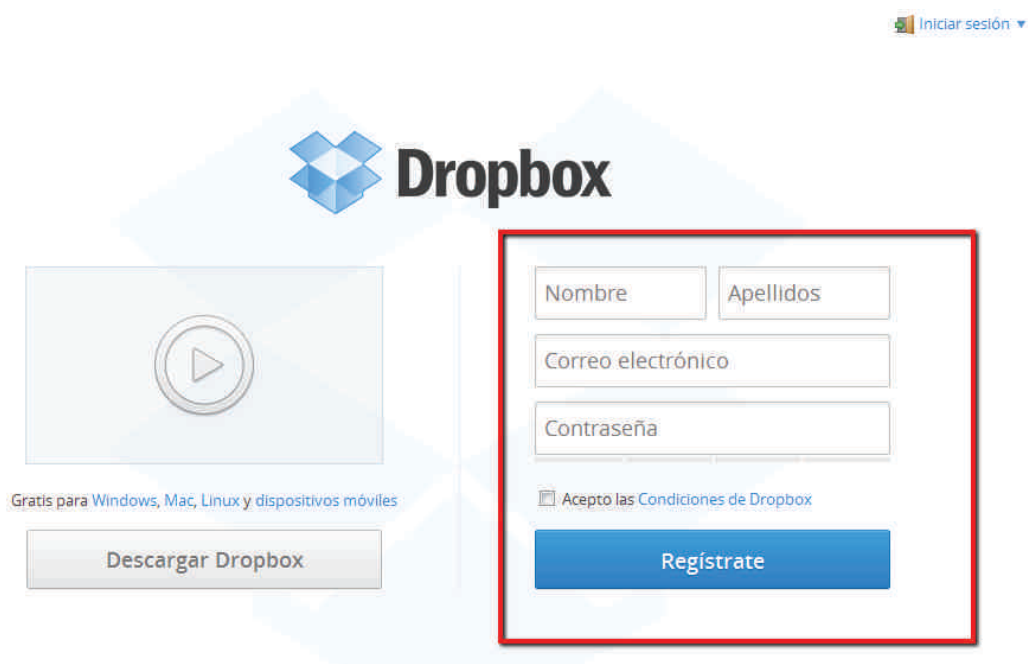 Iniciar sesión
Dropbox
Nombre
Apellidos
Correo electrónico
Contraseña
Acepto las Condiciones de Dropbox
Regístrate
Gratis para Windows, Mac, Linux y dispositivos móviles
Descargar Dropbox